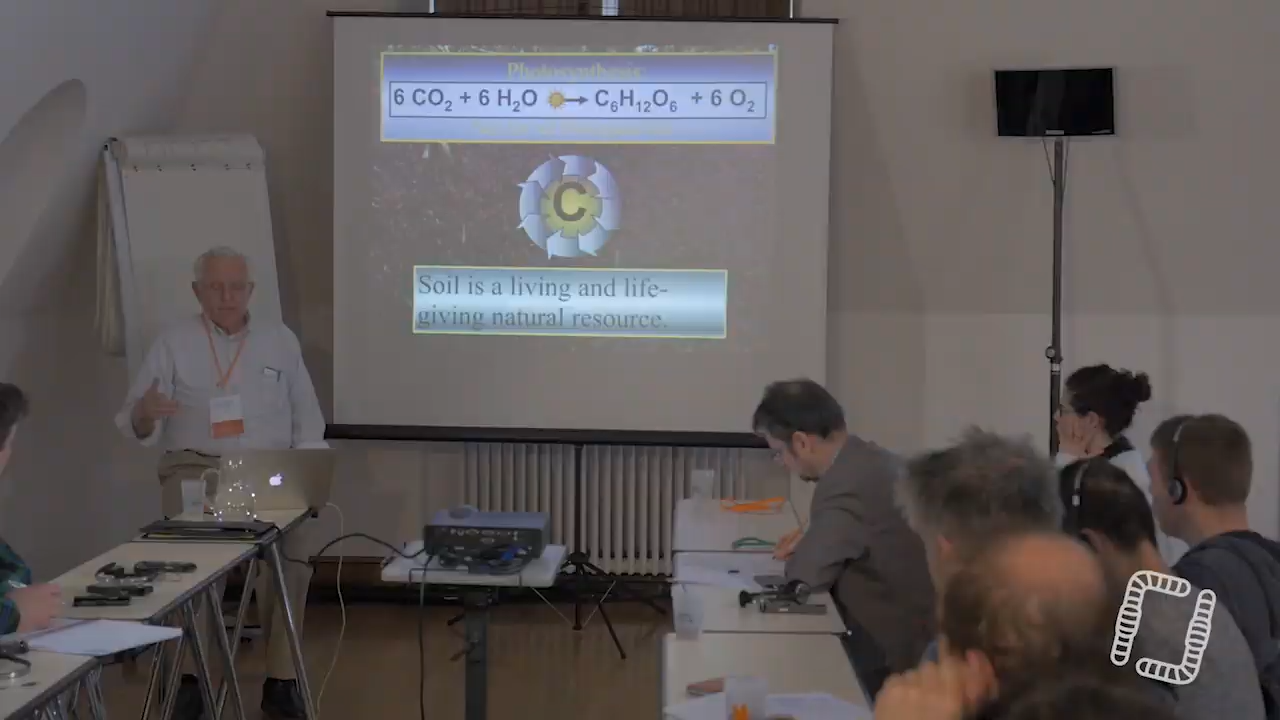 Photosynthesis
6 CO₂ + 6 H₂O → C₆H₁₂O₆ + 6 O₂
C
Soil is a living and life-
giving natural resource.